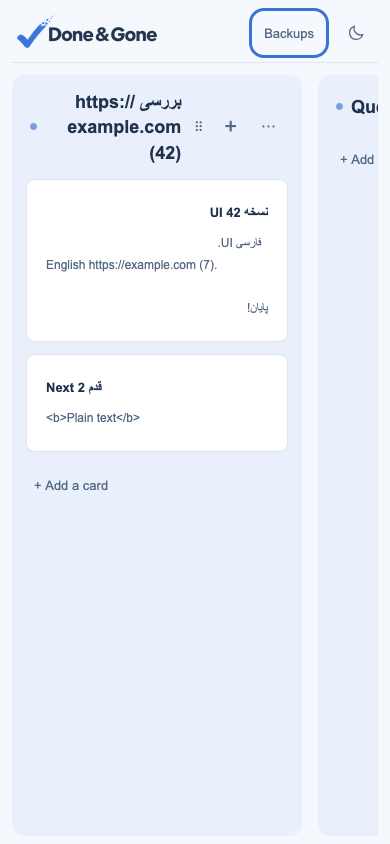 Done & Gone
Backups
بررسی https://
example.com
(42)
Que
+ Add
نسخه UI 42
فارسی UI.
English https://example.com (7).
پایان!
Next 2 قدم
<b>Plain text</b>
+ Add a card